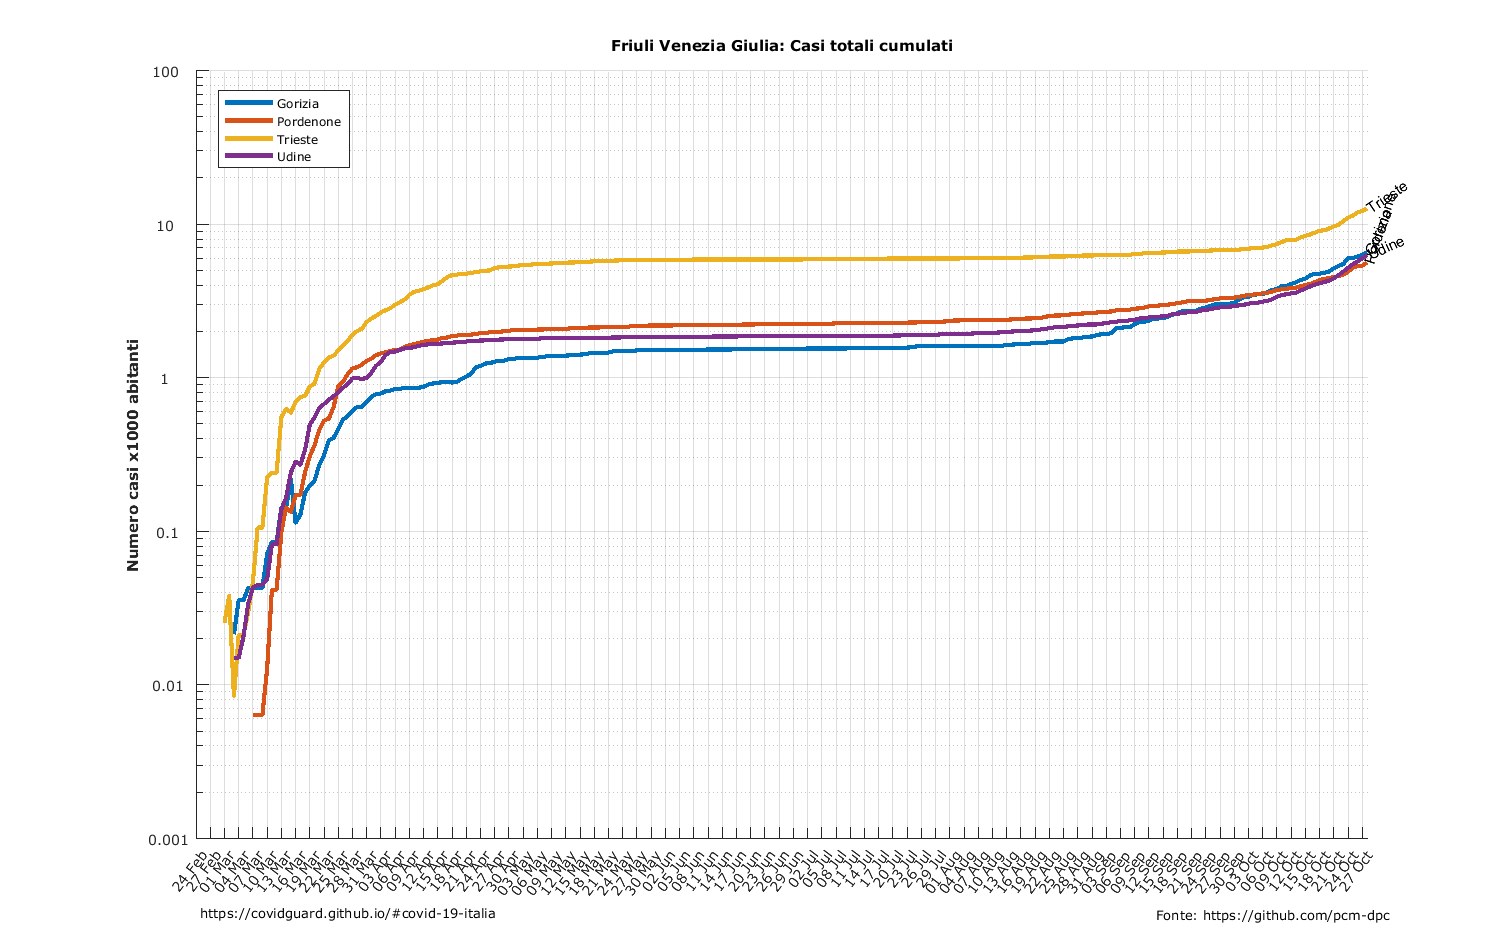 Friuli Venezia Giulia: Casi totali cumulati
100
10
1
0.1
0.01
0.001
Numero casi x1000 abitanti
Gorizia
Pordenone
Trieste
Udine
Trieste
Gorizia
Pordenone
Udine
24 Feb
27 Feb
01 Mar
04 Mar
07 Mar
10 Mar
13 Mar
16 Mar
19 Mar
22 Mar
25 Mar
28 Mar
31 Mar
03 Apr
06 Apr
09 Apr
12 Apr
15 Apr
18 Apr
21 Apr
24 Apr
27 Apr
30 Apr
03 May
06 May
09 May
12 May
15 May
18 May
21 May
24 May
27 May
30 May
02 Jun
05 Jun
08 Jun
11 Jun
14 Jun
17 Jun
20 Jun
23 Jun
26 Jun
29 Jun
02 Jul
05 Jul
08 Jul
11 Jul
14 Jul
17 Jul
20 Jul
23 Jul
26 Jul
29 Jul
01 Aug
04 Aug
07 Aug
10 Aug
13 Aug
16 Aug
19 Aug
22 Aug
25 Aug
28 Aug
31 Aug
03 Sep
06 Sep
09 Sep
12 Sep
15 Sep
18 Sep
21 Sep
24 Sep
27 Sep
30 Sep
03 Oct
06 Oct
09 Oct
12 Oct
15 Oct
18 Oct
21 Oct
24 Oct
27 Oct
https://covidguard.github.io/#covid-19-italia
Fonte: https://github.com/pcm-dpc